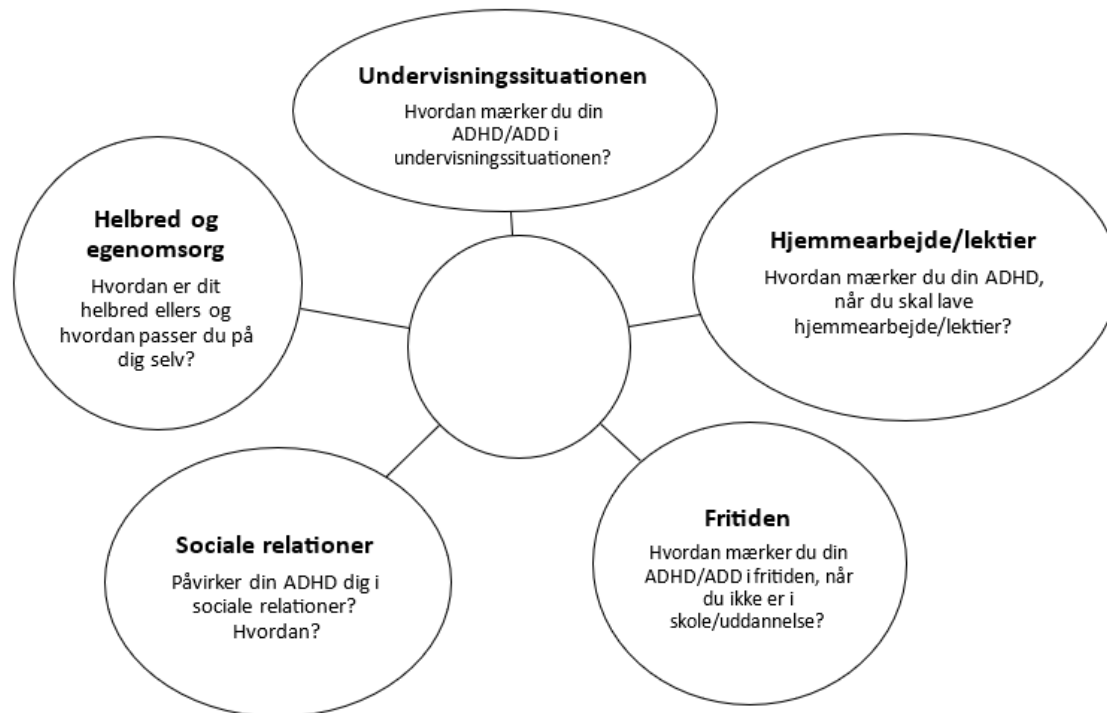 Undervisningssituationen
Hvordan mærker du din
ADHD/ADD i
undervisningssituationen?
Helbred og
egenomsorg
Hvordan er dit
helbred ellers og
hvordan passer du på
dig selv?
Hjemmearbejde/lektier
Hvordan mærker du din ADHD,
når du skal lave
hjemmearbejde/lektier?
Sociale relationer
Påvirker din ADHD dig i
sociale relationer?
Hvordan?
Fritiden
Hvordan mærker du din
ADHD/ADD i fritiden, når
du ikke er i
skole/uddannelse?